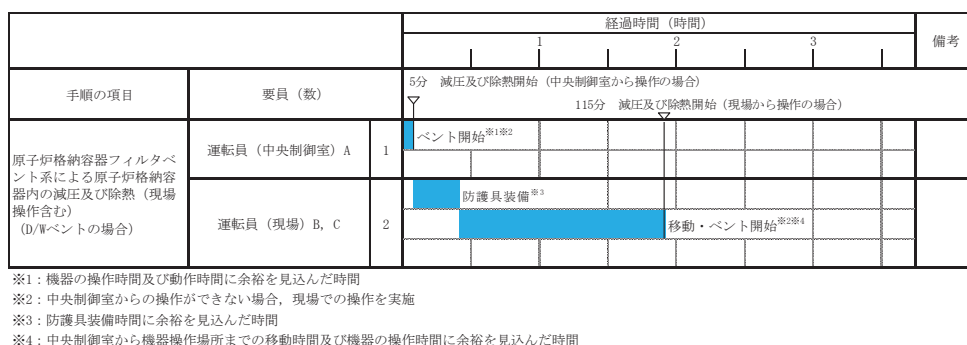 経過時間（時間）
備考
1 2 3
手順の項目
要員（数）
5分 減圧及び除熱開始（中央制御室から操作の場合）
115分 減圧及び除熱開始（現場から操作の場合）
原子炉格納容器フィルタベ
ント系による原子炉格納容
器内の減圧及び除熱（現場
操作含む）
（D/Wベントの場合）
運転員（中央制御室）A
1
ベント開始※1※2
運転員（現場）B, C
2
防護具装備※3
移動・ベント開始※2※4
※1：機器の操作時間及び動作時間に余裕を見込んだ時間
※2：中央制御室からの操作ができない場合，現場での操作を実施
※3：防護具装備時間に余裕を見込んだ時間
※4：中央制御室から機器操作場所までの移動時間及び機器の操作時間に余裕を見込んだ時間